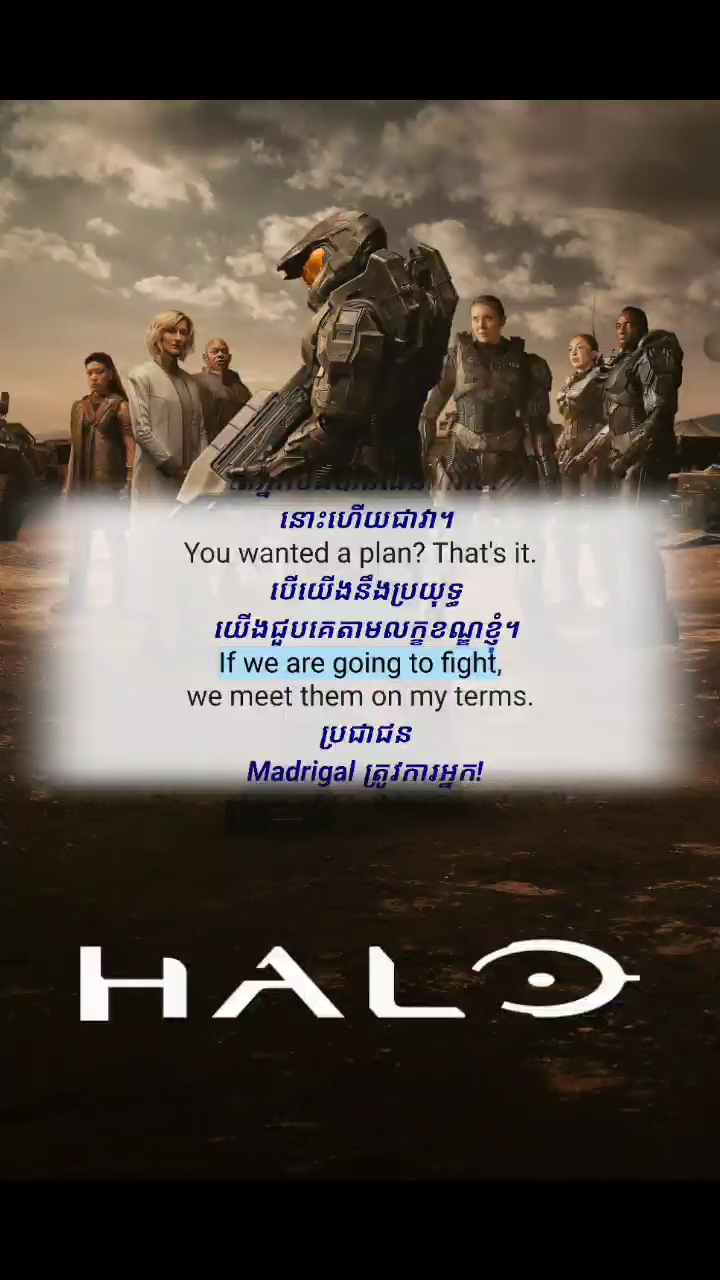 នោះហើយជាវា។
You wanted a plan? That's it.
បើយើងនឹងប្រយុទ្ធ
យើងជួបគេតាមលក្ខខណ្ឌខ្ញុំ។
If we are going to fight,
we meet them on my terms.
ប្រជាជន
Madrigal ត្រូវការអ្នក!
HALO